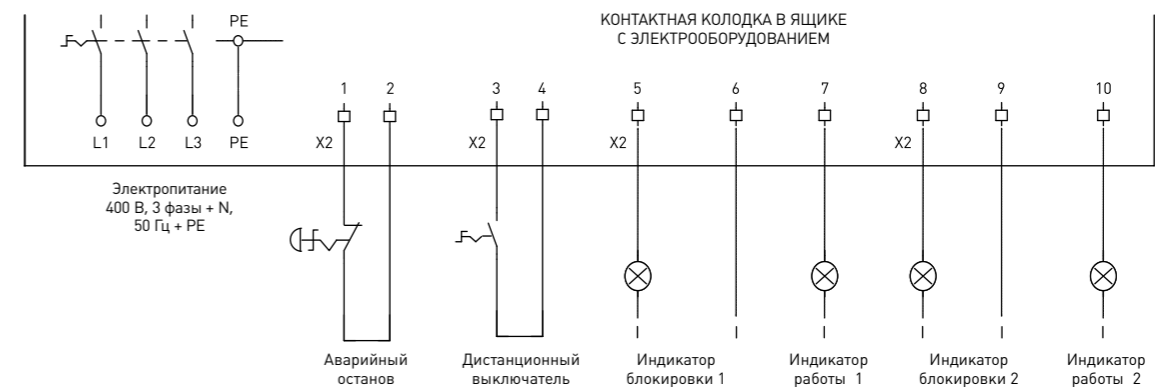 PE
КОНТАКТНАЯ КОЛОДКА В ЯЩИКЕ
С ЭЛЕКТРООБОРУДОВАНИЕМ
1 2 3 4 5 6 7 8 9 10
L1 L2 L3 PE X2 X2 X2 X2
Электропитание
400 В, 3 фазы + N,
50 Гц + PE
Аварийный
останов
Дистанционный
выключатель
Индикатор
блокировки 1
Индикатор
работы 1
Индикатор
блокировки 2
Индикатор
работы 2